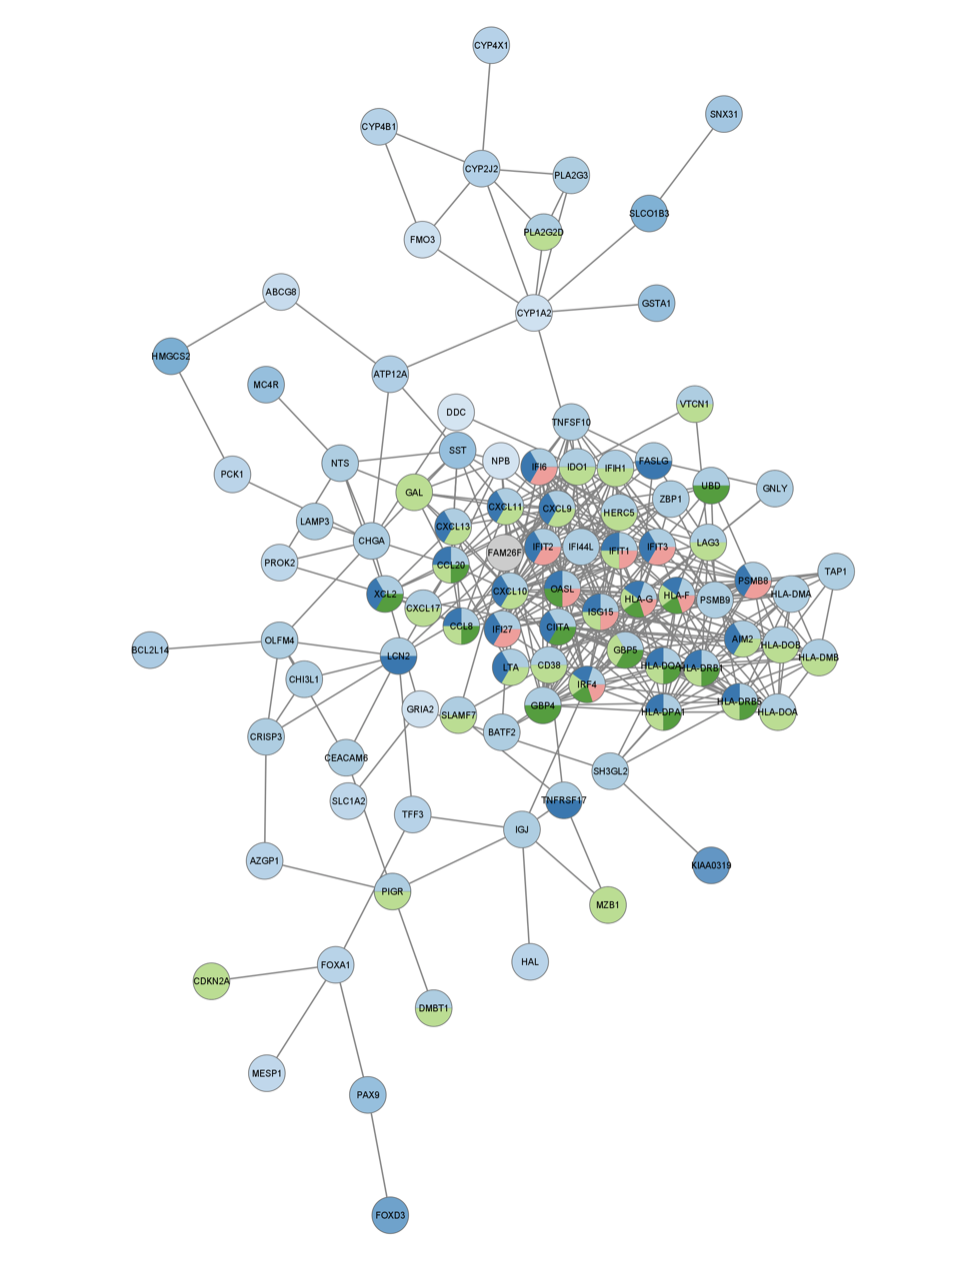 CYP4X1
SNX31
CYP4B1
CYP2J2
PLA2G3
SLCO1B3
PLA2G2D
FMO3
ABCG8
GSTA1
CYP1A2
HMGCS2
ATP12A
MC4R
VTCN1
DDC
TNFSF10
SST
NPB
NTS
IFI6
IDO1
IFIH1
FASLG
PCK1
UBD
GNLY
GAL
ZBP1
CXCL11
CXCL9
HERC5
LAMP3
CXCL13
CHGA
FAM26F
IFIT2
IFI44L
IFIT1
IFIT3
LAG3
PROK2
CCL20
TAP1
PSMB8
XCL2
CXCL10
OASL
HLA-G
HLA-F
PSMB9
HLA-DMA
CXCL17
ISG15
CCL8
IFI27
CIITA
AIM2
OLFM4
BCL2L14
HLA-DOB
LCN2
GBP5
HLA-DMB
CHI3L1
LTA
CD38
HLA-DQA2
HLA-DRB1
IRF4
GRIA2
SLAMF7
GBP4
HLA-DPA1
HLA-DRB5
HLA-DOA
CRISP3
BATF2
CEACAM6
SH3GL2
SLC1A2
TNFRSF17
TFF3
IGJ
AZGP1
KIAA0319
PIGR
MZB1
FOXA1
HAL
CDKN2A
DMBT1
MESP1
PAX9
FOXD3